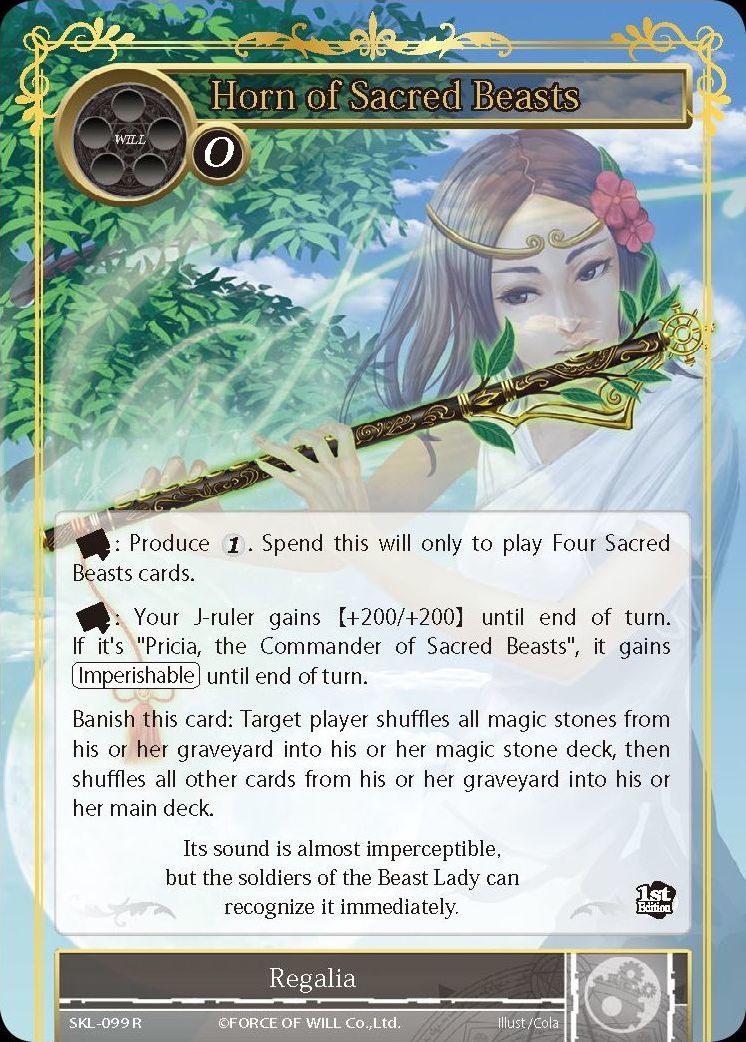 Horn of Sacred Beasts
WILL
0
: Produce 1. Spend this will only to play Four Sacred
Beasts cards.
: Your J-ruler gains 【+200/+200】 until end of turn.
If it's "Pricia, the Commander of Sacred Beasts", it gains
Imperishable until end of turn.
Banish this card: Target player shuffles all magic stones from
his or her graveyard into his or her magic stone deck, then
shuffles all other cards from his or her graveyard into his or
her main deck.
Its sound is almost imperceptible,
but the soldiers of the Beast Lady can
recognize it immediately.
1st
Edition
Regalia
SKL-099 R ©FORCE OF WILL Co.,Ltd. Illust/Cola